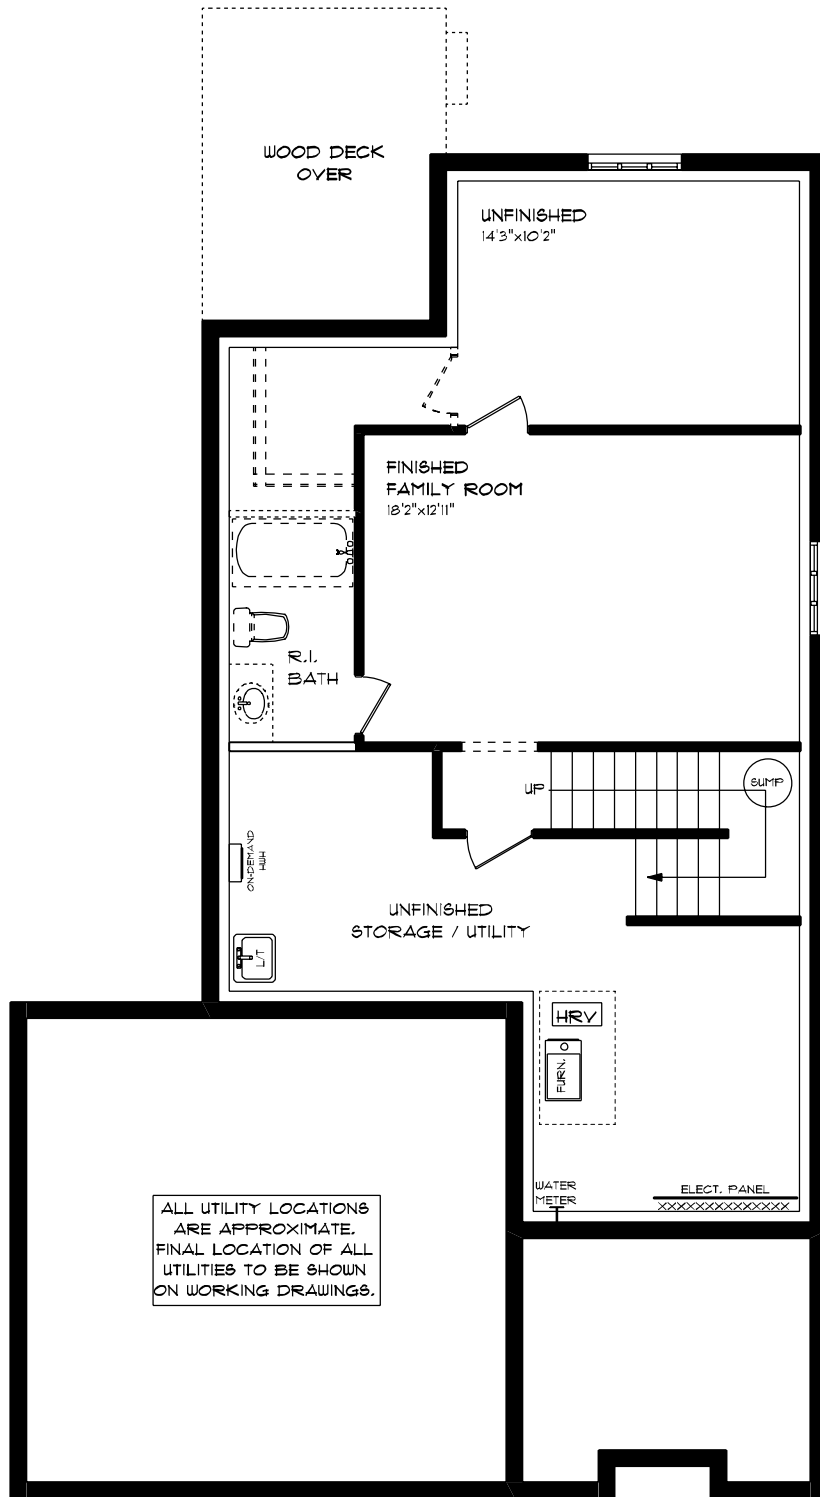 WOOD DECK
OVER
UNFINISHED
14'3"x10'2"
FINISHED
FAMILY ROOM
18'2"x12'11"
R.I.
BATH
UP
SUMP
ON-DEMAND
HWH
UNFINISHED
STORAGE / UTILITY
L/T
HRV
FURN.
WATER
METER
ELECT. PANEL
ALL UTILITY LOCATIONS
ARE APPROXIMATE.
FINAL LOCATION OF ALL
UTILITIES TO BE SHOWN
ON WORKING DRAWINGS.